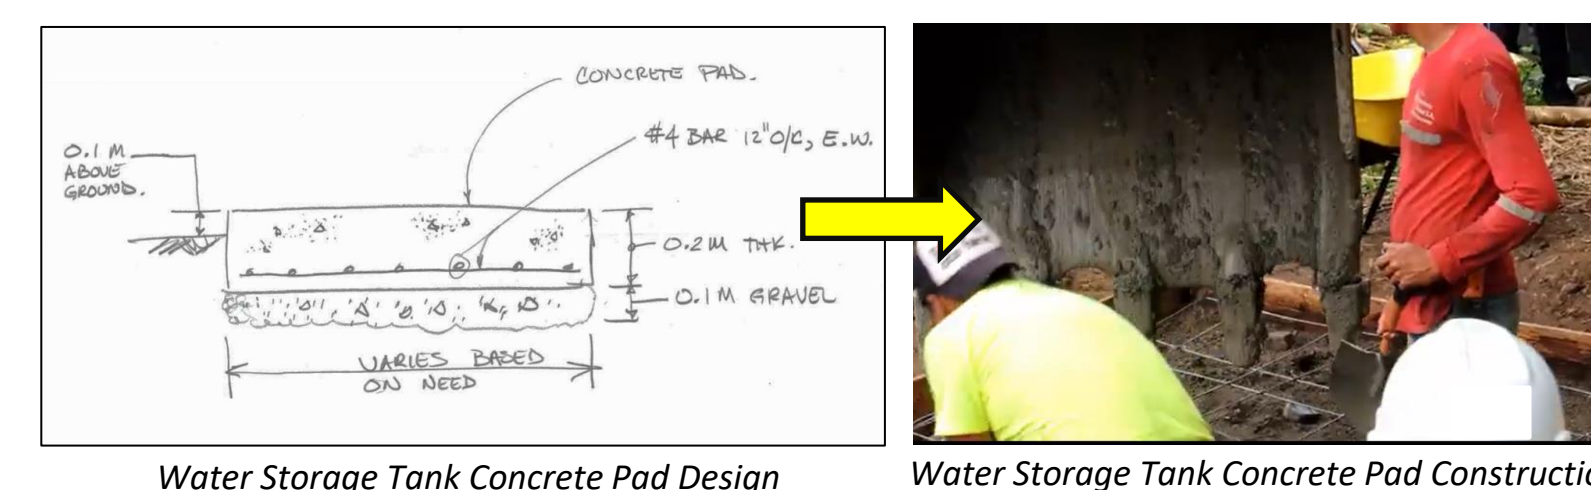 CONCRETE PAD.
#4 BAR 12" O/C, E.W.
0.1 M
ABOVE
GROUND.
0.2M THK.
0.1M GRAVEL
VARIES BASED
ON NEED
Water Storage Tank Concrete Pad Design
Water Storage Tank Concrete Pad Constructio